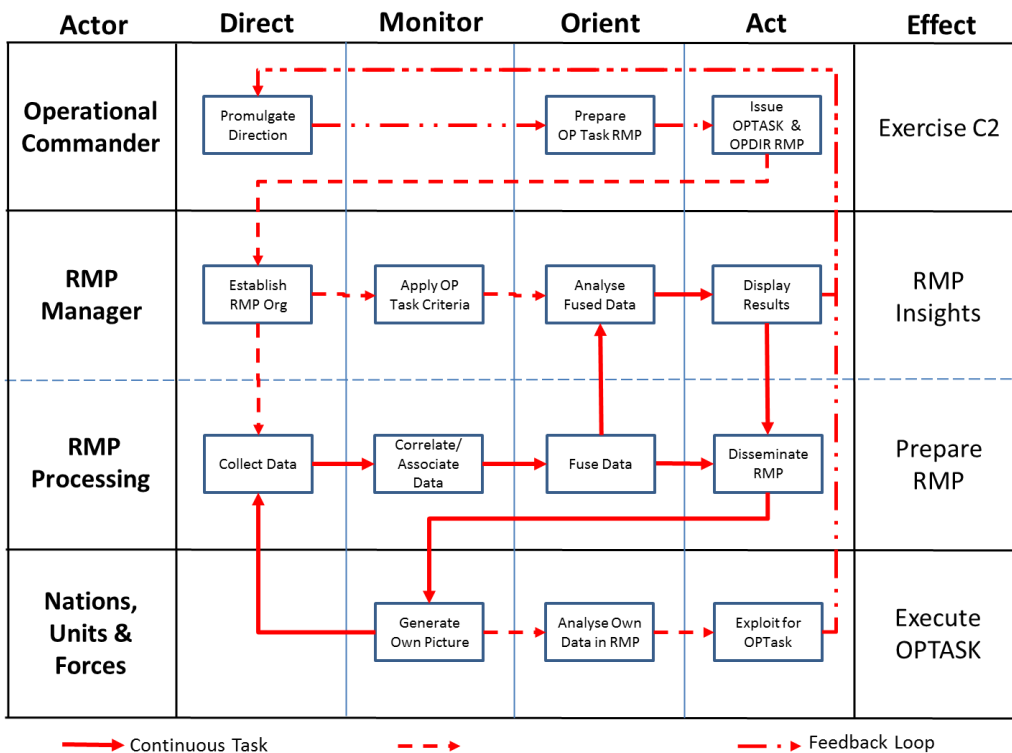 Actor
Direct
Monitor
Orient
Act
Effect
Operational
Commander
Promulgate
Direction
Prepare
OP Task RMP
Issue
OPTASK &
OPDIR RMP
Exercise C2
RMP
Manager
Establish
RMP Org
Apply OP
Task Criteria
Analyse
Fused Data
Display
Results
RMP
Insights
RMP
Processing
Collect Data
Correlate/
Associate
Data
Fuse Data
Disseminate
RMP
Prepare
RMP
Nations,
Units &
Forces
Generate
Own Picture
Analyse Own
Data in RMP
Exploit for
OPTask
Execute
OPTASK
Continuous Task
Feedback Loop